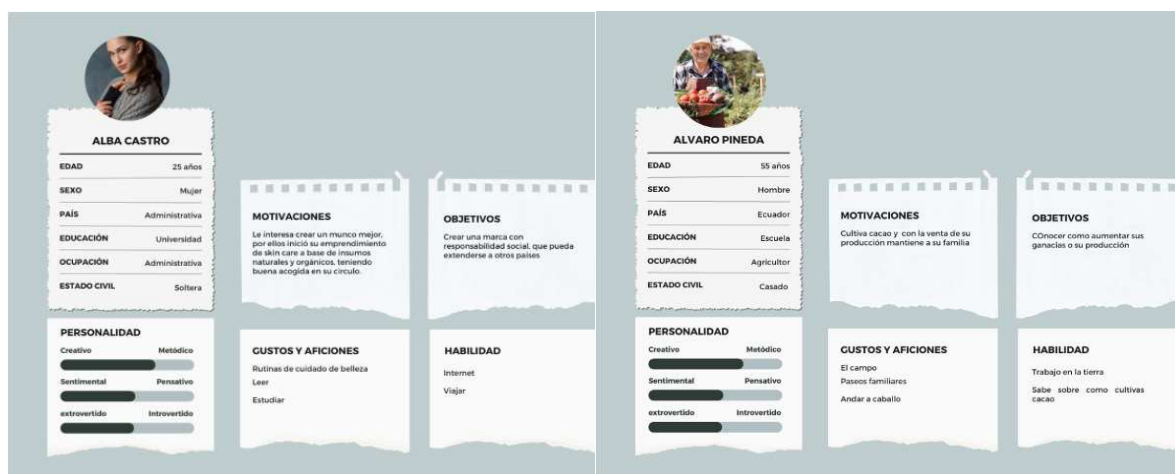 ALBA CASTRO
EDAD 25 años
SEXO Mujer
PAÍS Administrativa
EDUCACIÓN Universidad
OCUPACIÓN Administrativa
ESTADO CIVIL Soltera
MOTIVACIONES
Le interesa crear un munco mejor,
por ellos inició su emprendimiento
de skin care a base de insumos
naturales y orgánicos, teniendo
buena acogida en su circulo.
OBJETIVOS
Crear una marca con
responsabilidad social, que pueda
extenderse a otros países
PERSONALIDAD
Creativo Metódico
Sentimental Pensativo
extrovertido Introvertido
GUSTOS Y AFICIONES
Rutinas de cuidado de belleza
Leer
Estudiar
HABILIDAD
Internet
Viajar
ALVARO PINEDA
EDAD 55 años
SEXO Hombre
PAÍS Ecuador
EDUCACIÓN Escuela
OCUPACIÓN Agricultor
ESTADO CIVIL Casado
MOTIVACIONES
Cultiva cacao y con la venta de su
producción mantiene a su familia
OBJETIVOS
COnocer como aumentar sus
ganacias o su producción
PERSONALIDAD
Creativo Metódico
Sentimental Pensativo
extrovertido Introvertido
GUSTOS Y AFICIONES
El campo
Paseos familiares
Andar a caballo
HABILIDAD
Trabajo en la tierra
Sabe sobre como cultivas
cacao